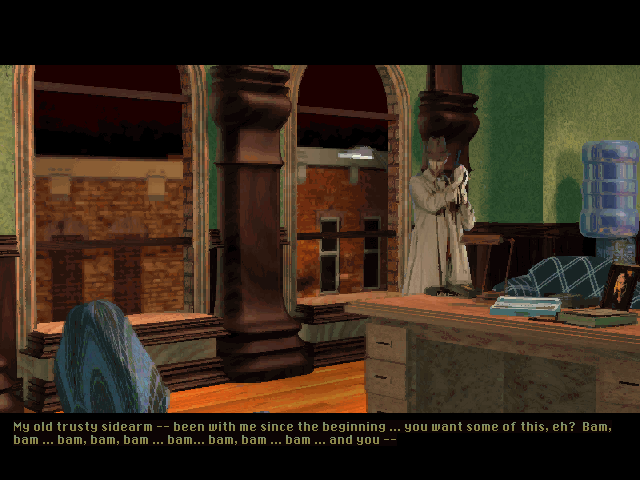 My old trusty sidearm -- been with me since the beginning ... you want some of this, eh?  Bam,
bam ... bam, bam, bam ... bam... bam, bam ... bam ... and you --